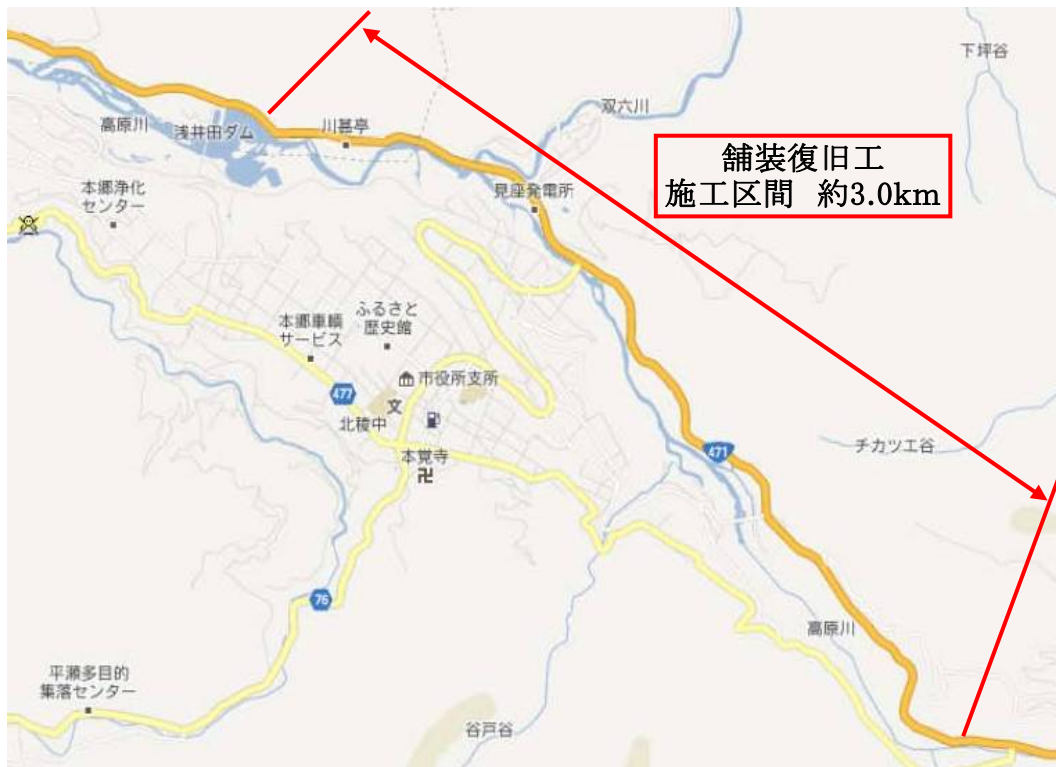 下坪谷
双六川
高原川
浅井田ダム
川甚亭
舗装復旧工
施工区間 約3.0km
本郷浄化
センター
見座発電所
ふるさと
歴史館
本郷車輌
サービス
市役所支所
477
文
北稜中
471
チカツエ谷
本覚寺
卍
76
高原川
平瀬多目的
集落センター
谷戸谷